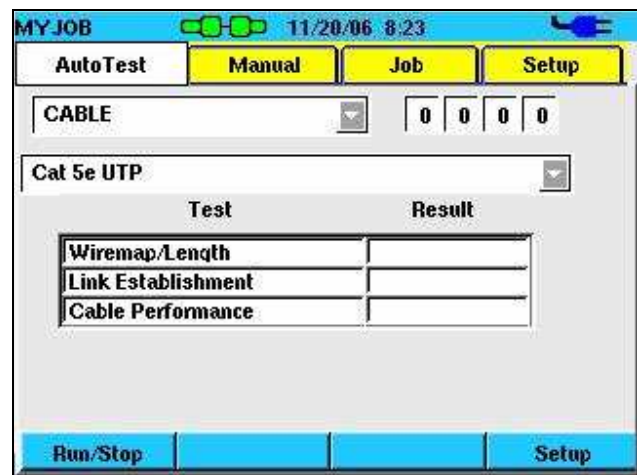 MYJOB 11/20/06 8:23
AutoTest Manual Job Setup
CABLE 0 0 0 0
Cat 5e UTP
Test Result
Wiremap/Length
Link Establishment
Cable Performance
Run/Stop Setup